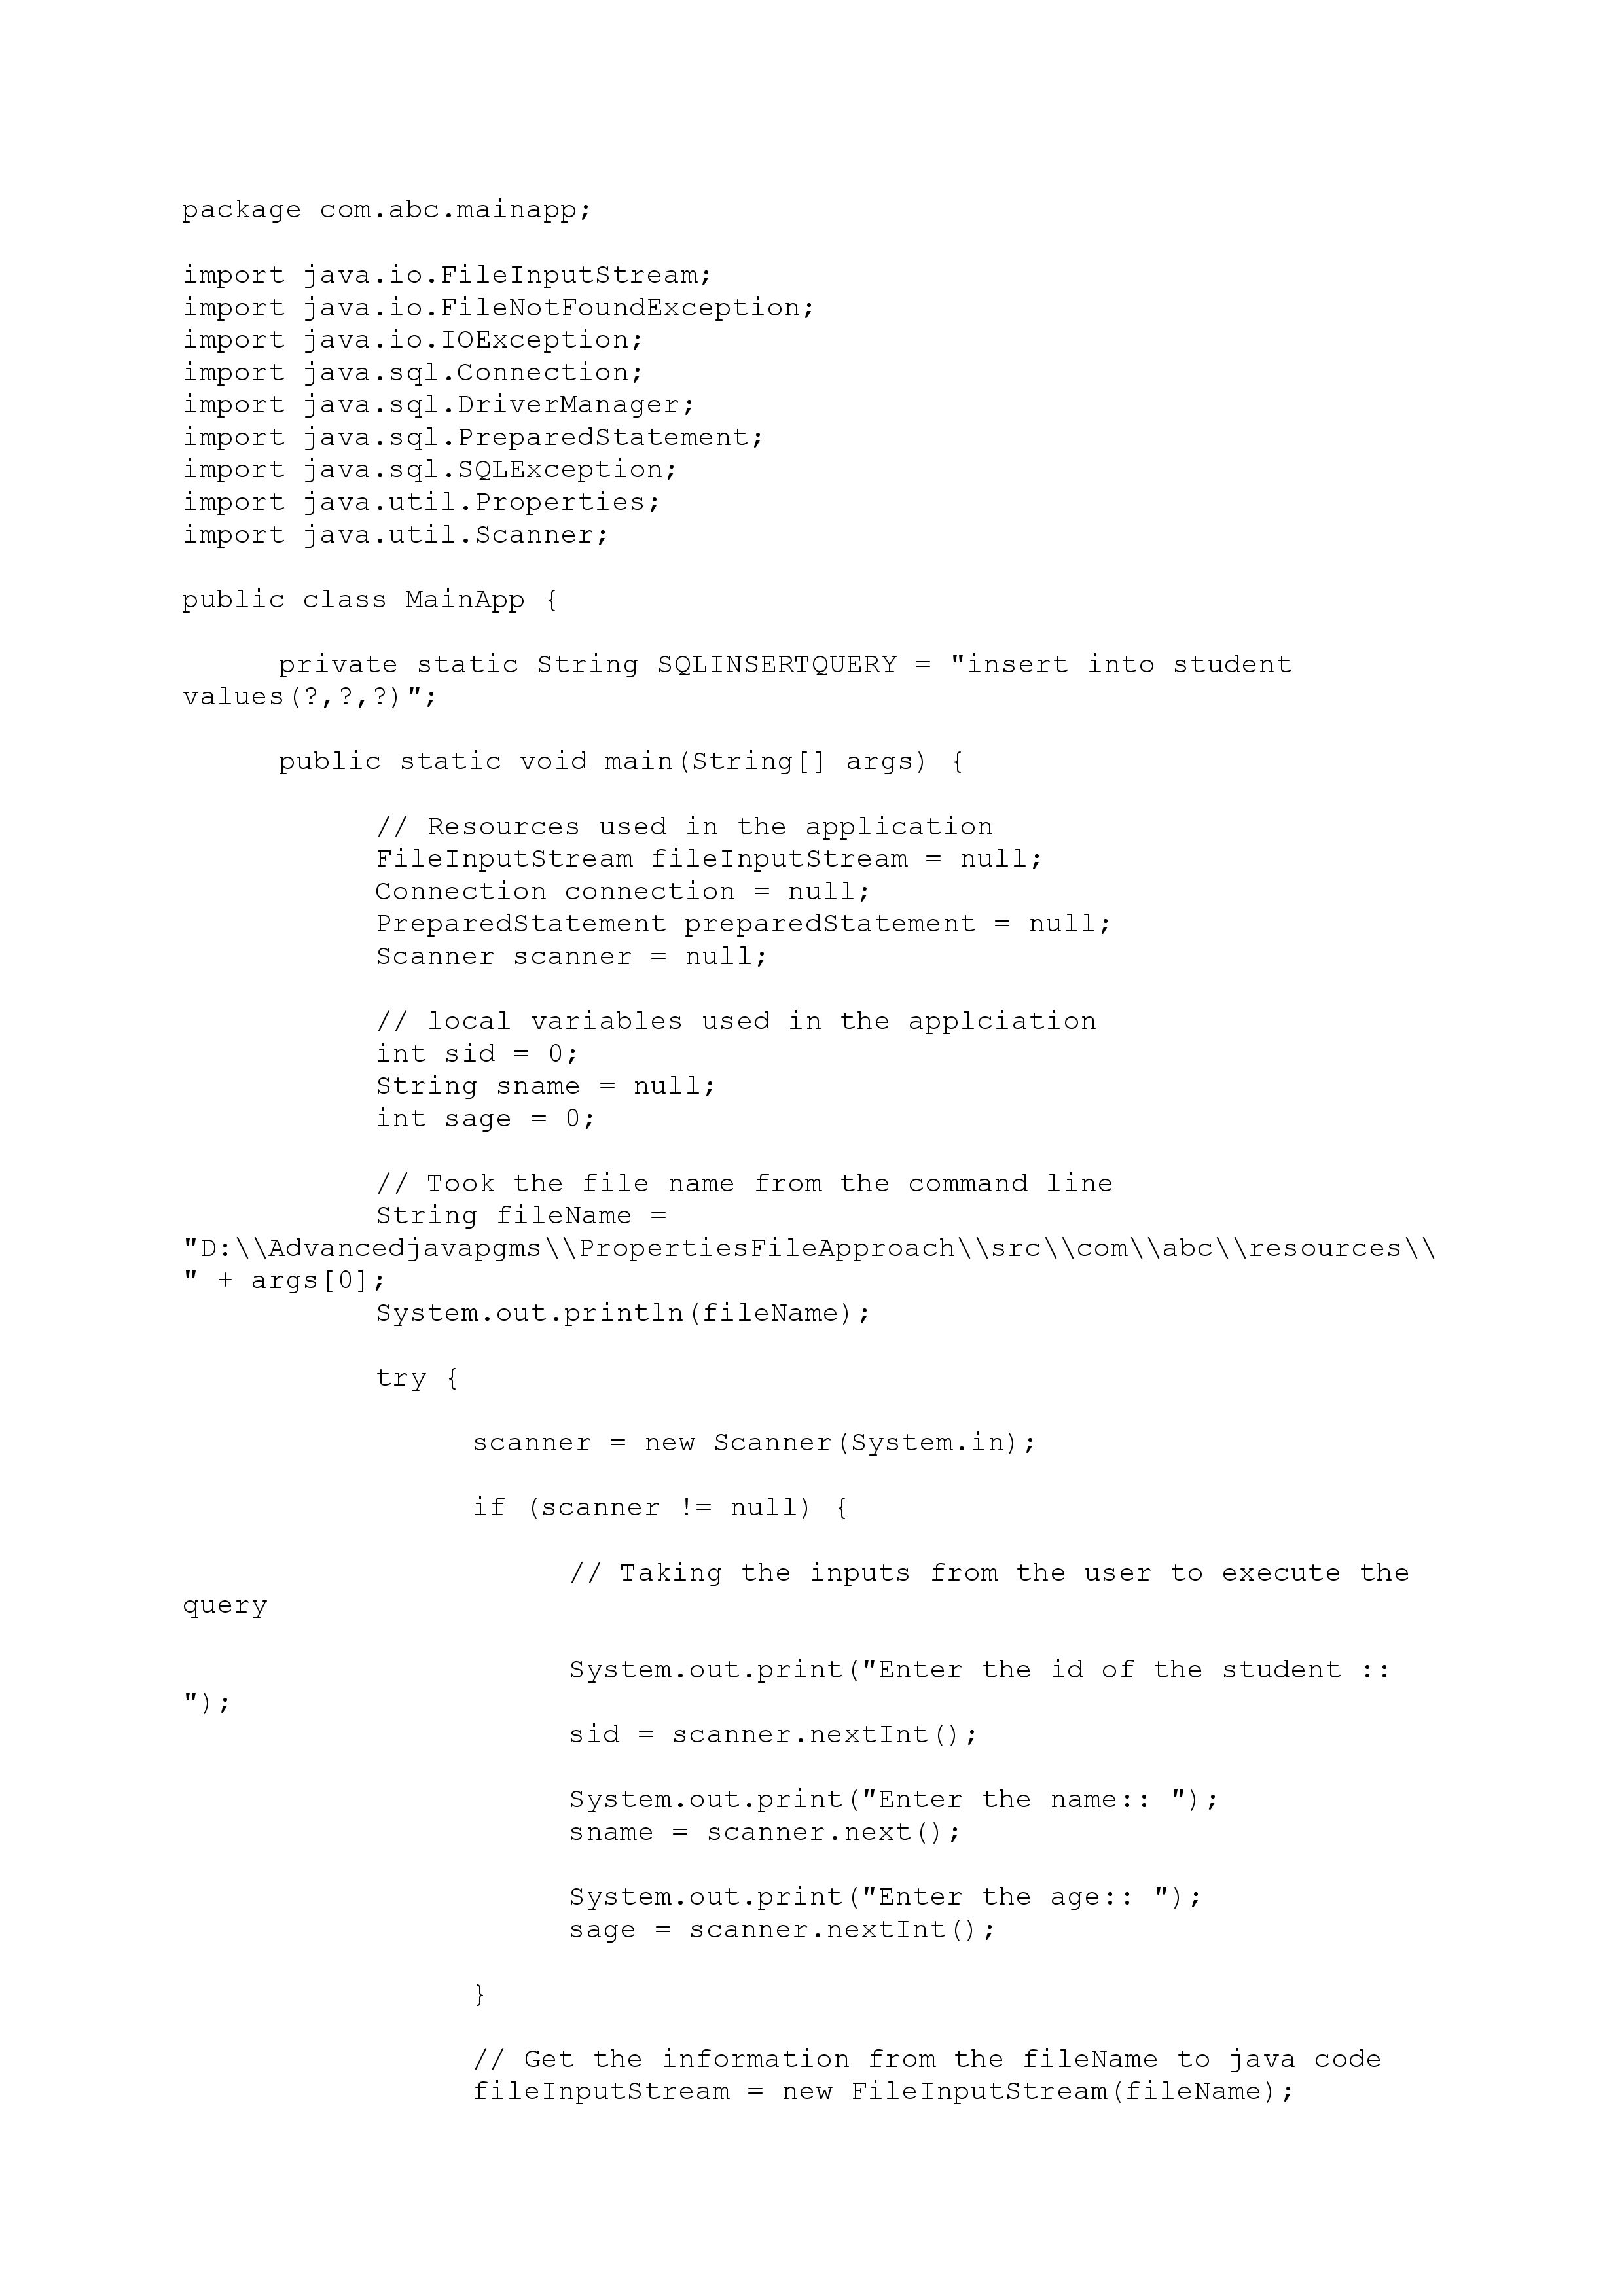 package com.abc.mainapp;
import java.io.FileInputStream;
import java.io.FileNotFoundException;
import java.io.IOException;
import java.sql.Connection;
import java.sql.DriverManager;
import java.sql.PreparedStatement;
import java.sql.SQLException;
import java.util.Properties;
import java.util.Scanner;
public class MainApp {
private static String SQLINSERTQUERY = "insert into student
values(?,?,?)";
public static void main(String[] args) {
// Resources used in the application
FileInputStream fileInputStream = null;
Connection connection = null;
PreparedStatement preparedStatement = null;
Scanner scanner = null;
// local variables used in the applciation
int sid = 0;
String sname = null;
int sage = 0;
// Took the file name from the command line
String fileName =
"D:\\Advancedjavapgms\\PropertiesFileApproach\\src\\com\\abc\\resources\\
" + args[0];
System.out.println(fileName);
try {
scanner = new Scanner(System.in);
if (scanner != null) {
// Taking the inputs from the user to execute the
query
System.out.print("Enter the id of the student ::
");
sid = scanner.nextInt();
System.out.print("Enter the name:: ");
sname = scanner.next();
System.out.print("Enter the age:: ");
sage = scanner.nextInt();
}
// Get the information from the fileName to java code
fileInputStream = new FileInputStream(fileName);